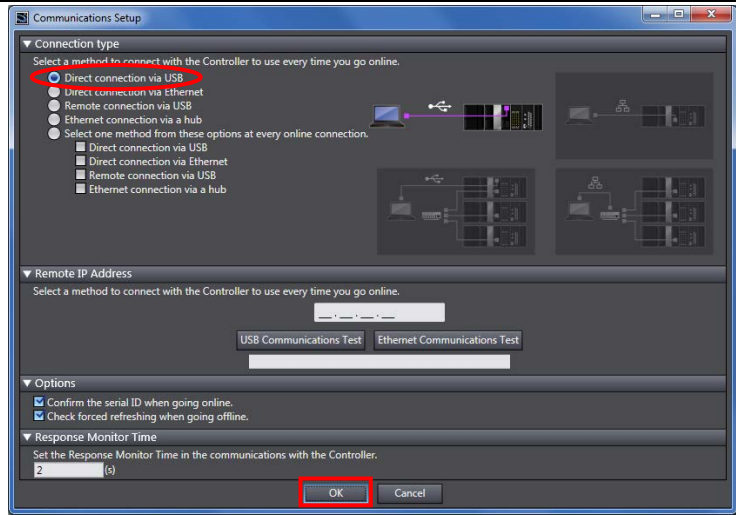 Communications Setup
▼ Connection type
Select a method to connect with the Controller to use every time you go online.
Direct connection via USB
Direct connection via Ethernet
Remote connection via USB
Ethernet connection via a hub
Select one method from these options at every online connection.
Direct connection via USB
Direct connection via Ethernet
Remote connection via USB
Ethernet connection via a hub
▼ Remote IP Address
Select a method to connect with the Controller to use every time you go online.
__.__.__.__
USB Communications Test Ethernet Communications Test
▼ Options
Confirm the serial ID when going online.
Check forced refreshing when going offline.
▼ Response Monitor Time
Set the Response Monitor Time in the communications with the Controller.
2 (s)
OK Cancel